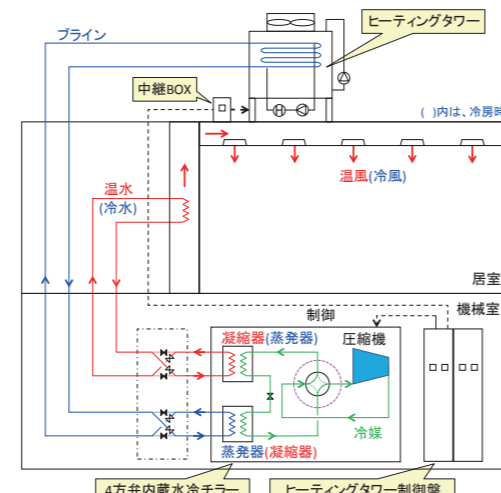 ブライン
ヒーティングタワー
中継BOX
H
( )内は、冷房時
温水
(冷水)
温風(冷風)
居室
機械室
制御
凝縮器(蒸発器)
圧縮機
冷媒
蒸発器(凝縮器)
4方弁内蔵水冷チラー
ヒーティングタワー制御盤